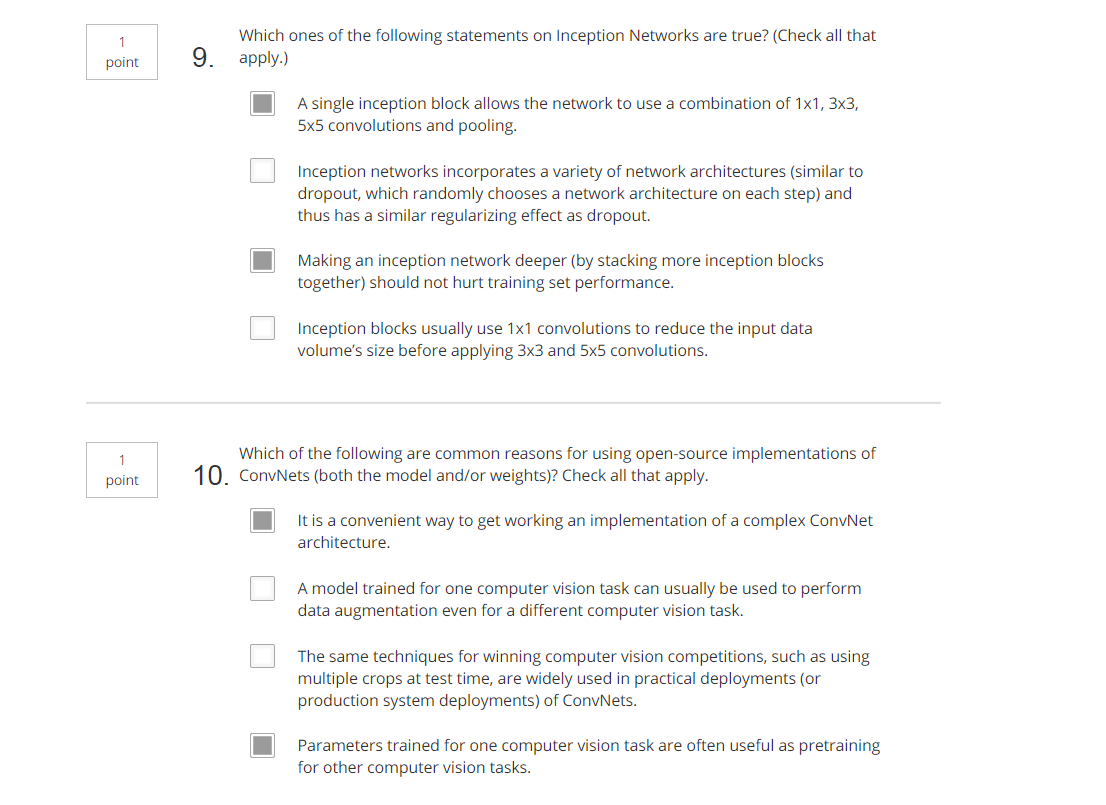 1
point
9.
Which ones of the following statements on Inception Networks are true? (Check all that
apply.)
A single inception block allows the network to use a combination of 1x1, 3x3,
5x5 convolutions and pooling.
Inception networks incorporates a variety of network architectures (similar to
dropout, which randomly chooses a network architecture on each step) and
thus has a similar regularizing effect as dropout.
Making an inception network deeper (by stacking more inception blocks
together) should not hurt training set performance.
Inception blocks usually use 1x1 convolutions to reduce the input data
volume’s size before applying 3x3 and 5x5 convolutions.
1
point
10.
Which of the following are common reasons for using open-source implementations of
ConvNets (both the model and/or weights)? Check all that apply.
It is a convenient way to get working an implementation of a complex ConvNet
architecture.
A model trained for one computer vision task can usually be used to perform
data augmentation even for a different computer vision task.
The same techniques for winning computer vision competitions, such as using
multiple crops at test time, are widely used in practical deployments (or
production system deployments) of ConvNets.
Parameters trained for one computer vision task are often useful as pretraining
for other computer vision tasks.